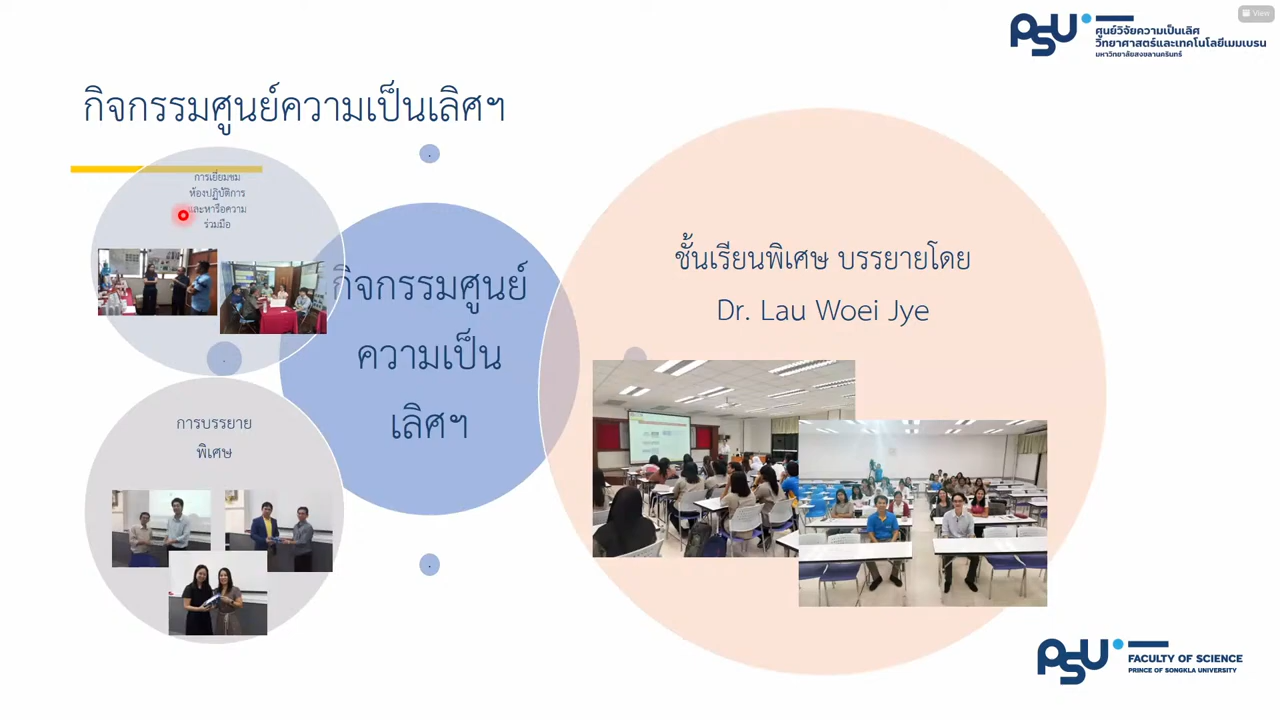 View
PSU
ศูนย์วิจัยความเป็นเลิศ
วิทยาศาสตร์และเทคโนโลยีเมมเบรน
มหาวิทยาลัยสงขลานครินทร์
กิจกรรมศูนย์ความเป็นเลิศฯ
การเยี่ยมชม
ห้องปฏิบัติการ
และหารือความ
ร่วมมือ
กิจกรรมศูนย์
ความเป็น
เลิศฯ
ชั้นเรียนพิเศษ บรรยายโดย
Dr. Lau Woei Jye
การบรรยาย
พิเศษ
PSU
FACULTY OF SCIENCE
PRINCE OF SONGKLA UNIVERSITY